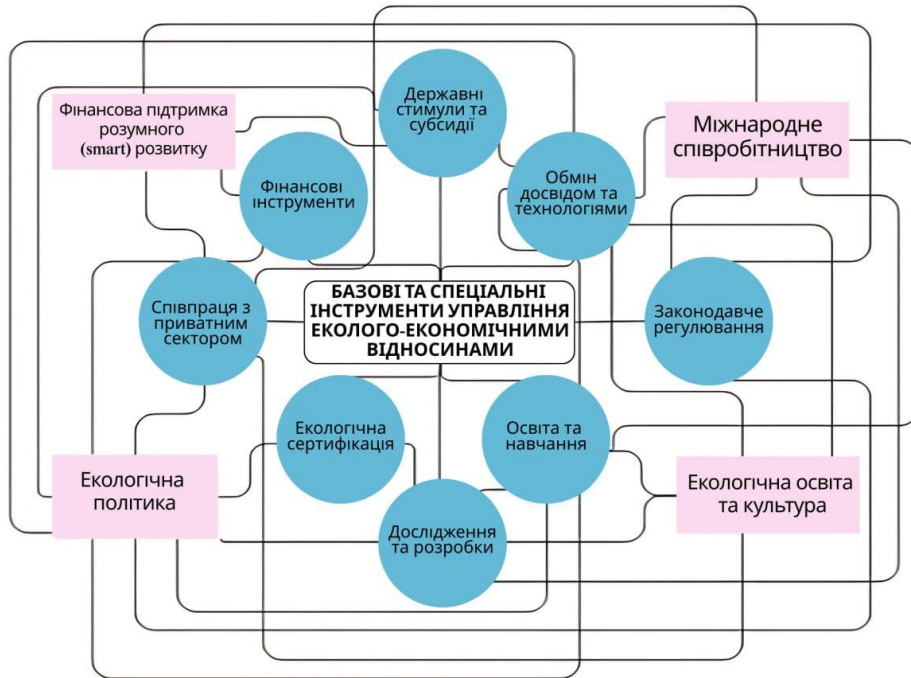 Державні
стимули та
субсидії
Фінансова підтримка
розумного
(smart) розвитку
Міжнародне
співробітництво
Фінансові
інструменти
Обмін
досвідом та
технологіями
Співпраця з
приватним
сектором
БАЗОВІ ТА СПЕЦІАЛЬНІ
ІНСТРУМЕНТИ УПРАВЛІННЯ
ЕКОЛОГО-ЕКОНОМІЧНИМИ
ВІДНОСИНАМИ
Законодавче
регулювання
Екологічна
сертифікація
Освіта та
навчання
Екологічна
політика
Екологічна освіта
та культура
Дослідження
та розробки